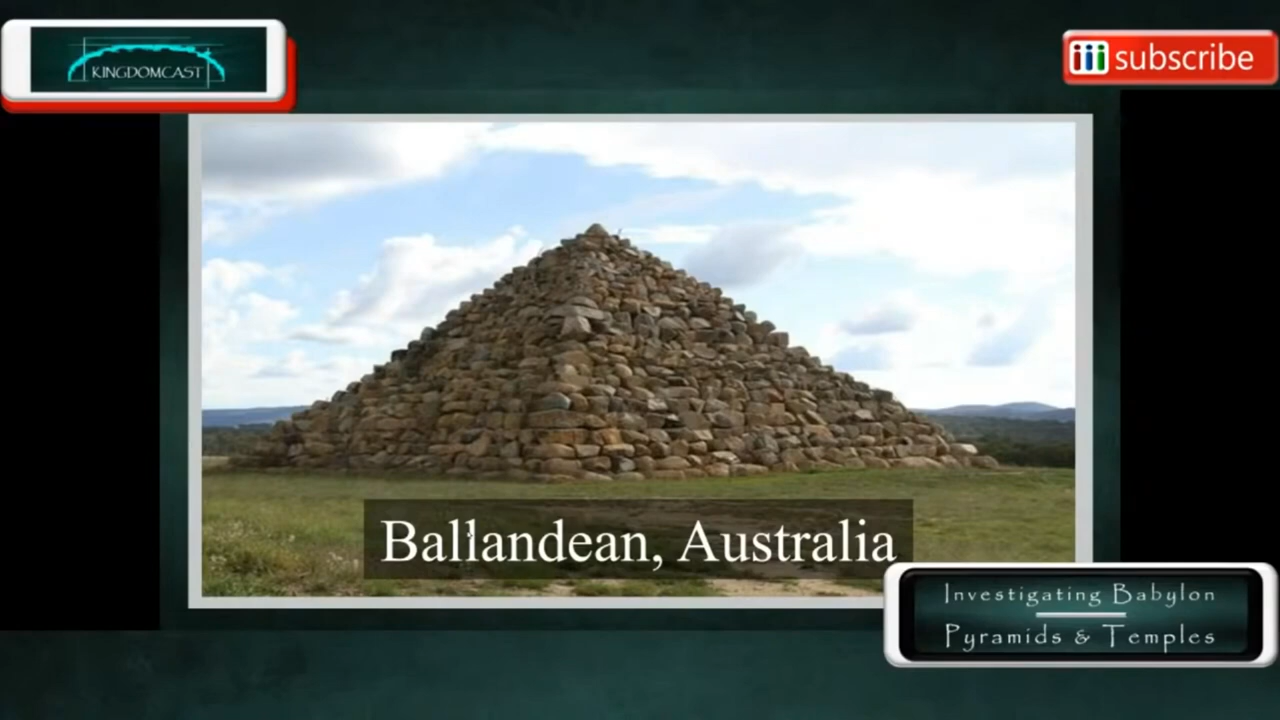 KINGDOMCAST
subscribe
Ballandean, Australia
Investigating Babylon
Pyramids & Temples